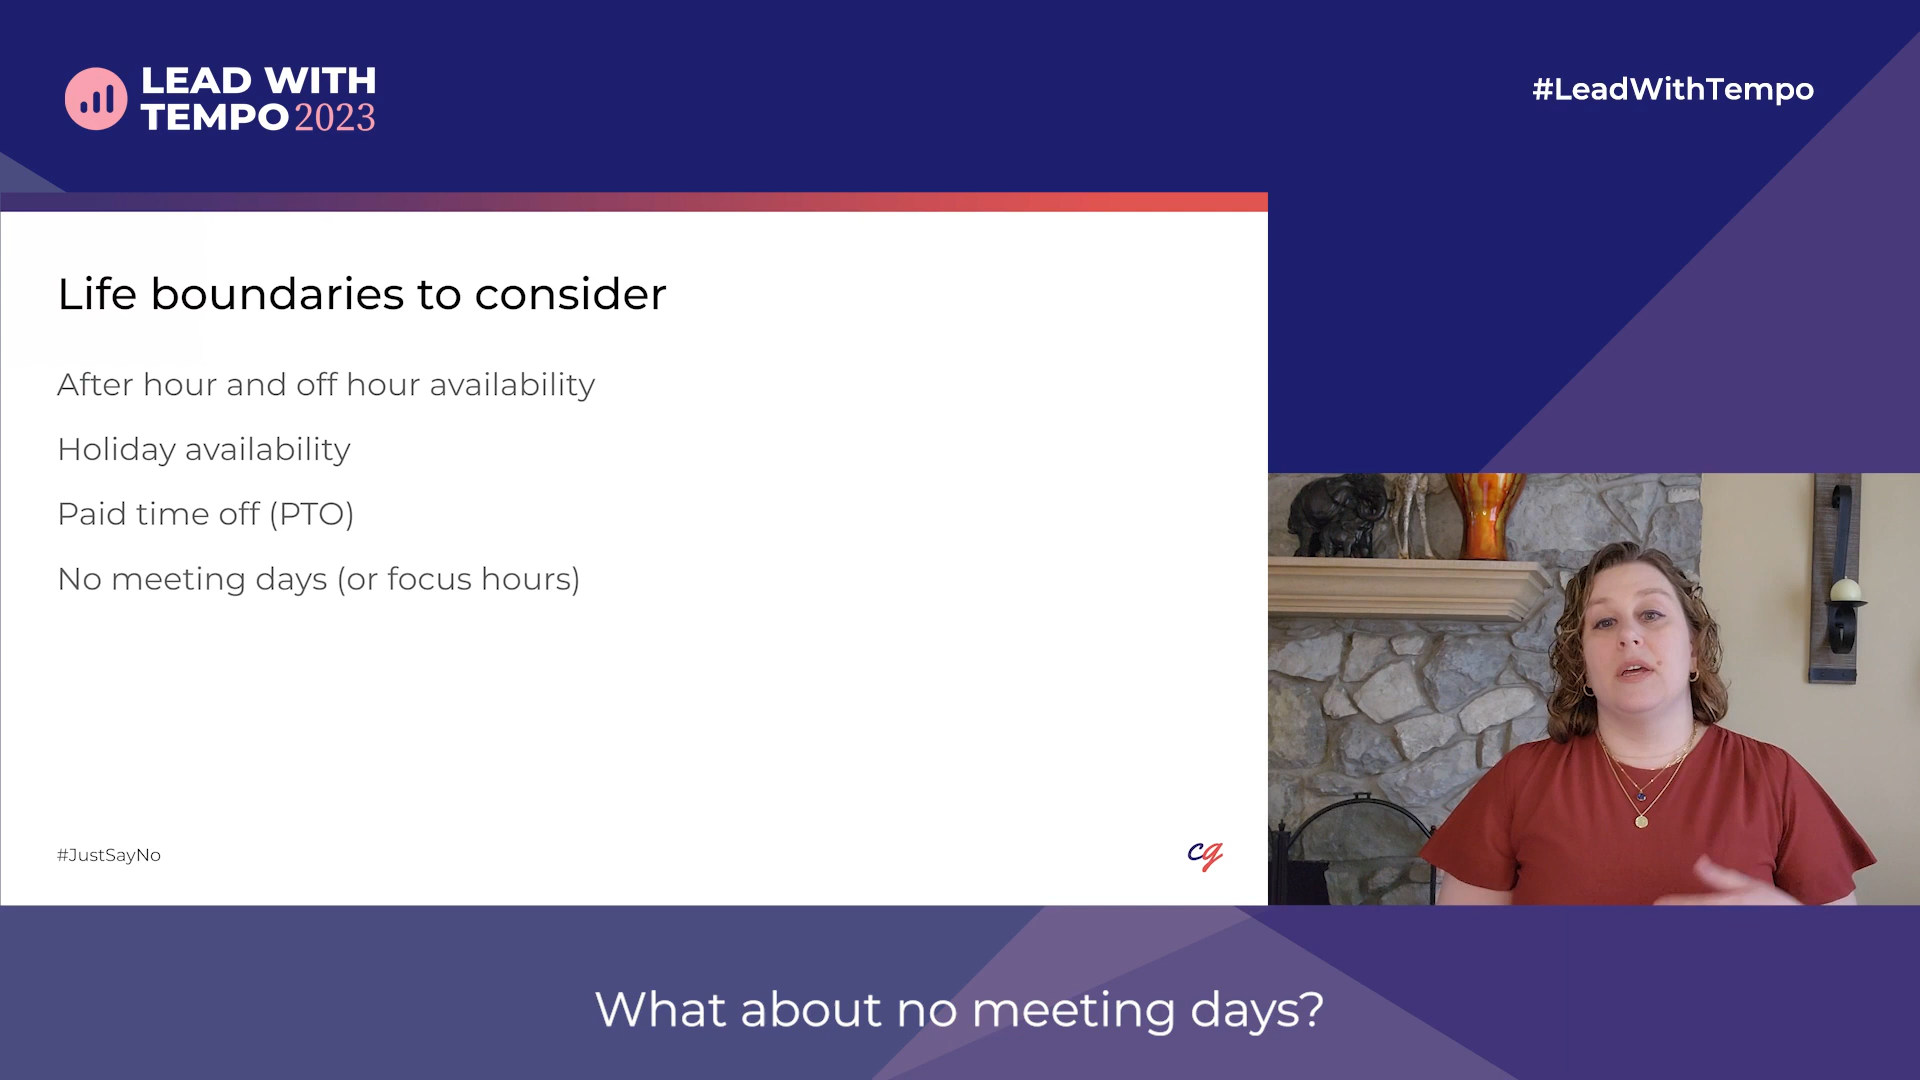 LEAD WITH
TEMPO 2023
#LeadWithTempo
Life boundaries to consider
After hour and off hour availability
Holiday availability
Paid time off (PTO)
No meeting days (or focus hours)
#JustSayNo
cg
What about no meeting days?